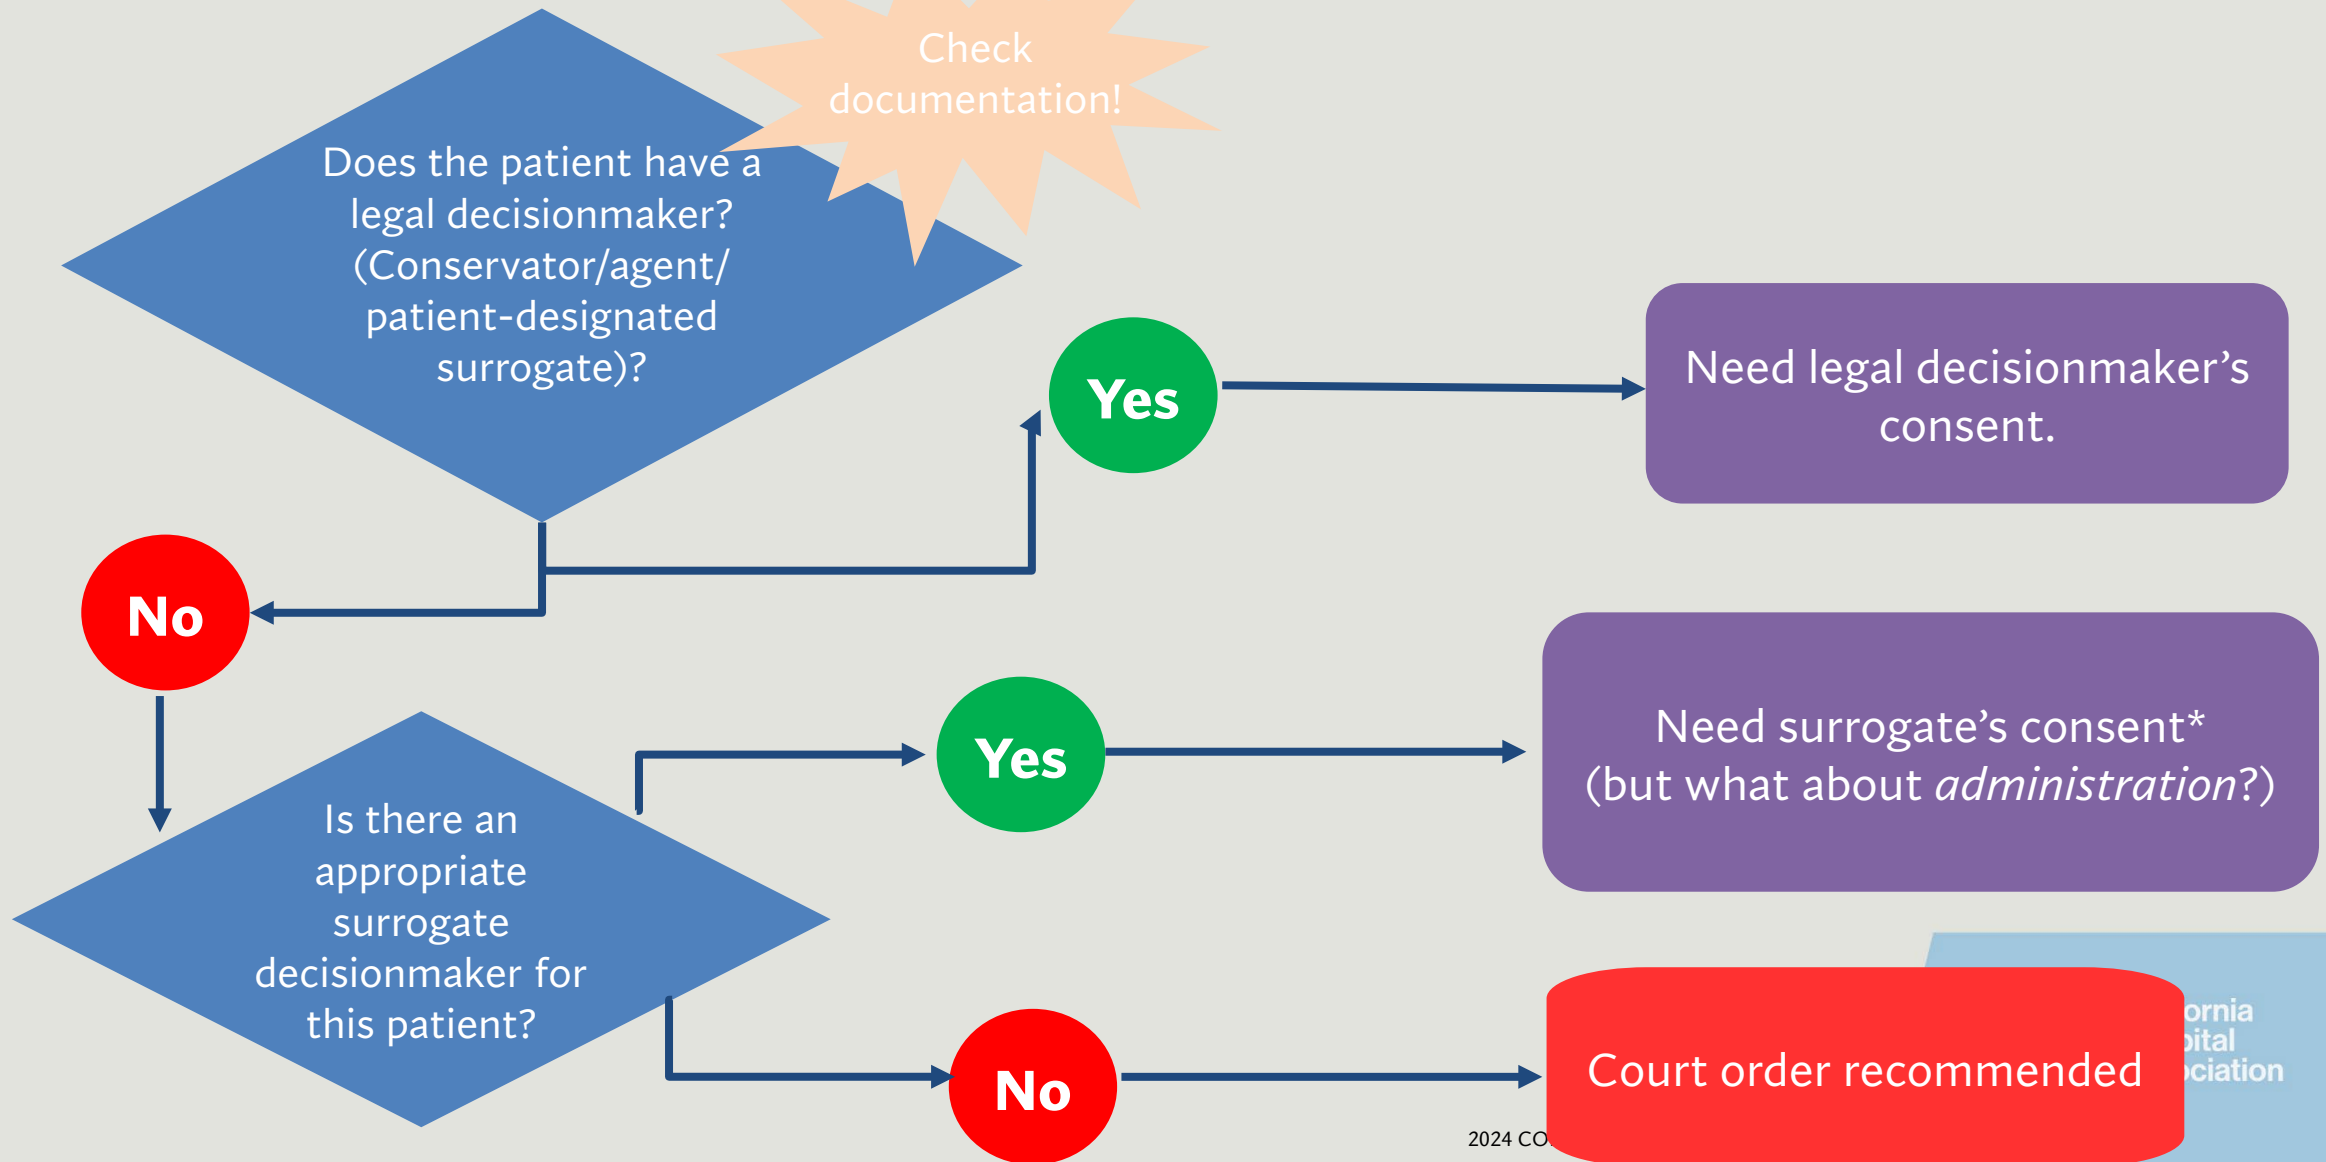 Check
documentation!
Does the patient have a
legal decisionmaker?
(Conservator/agent/
patient-designated
surrogate)?
Yes
Need legal decisionmaker’s
consent.
No
Yes
Need surrogate’s consent*
(but what about administration?)
Is there an
appropriate
surrogate
decisionmaker for
this patient?
No
Court order recommended
2024